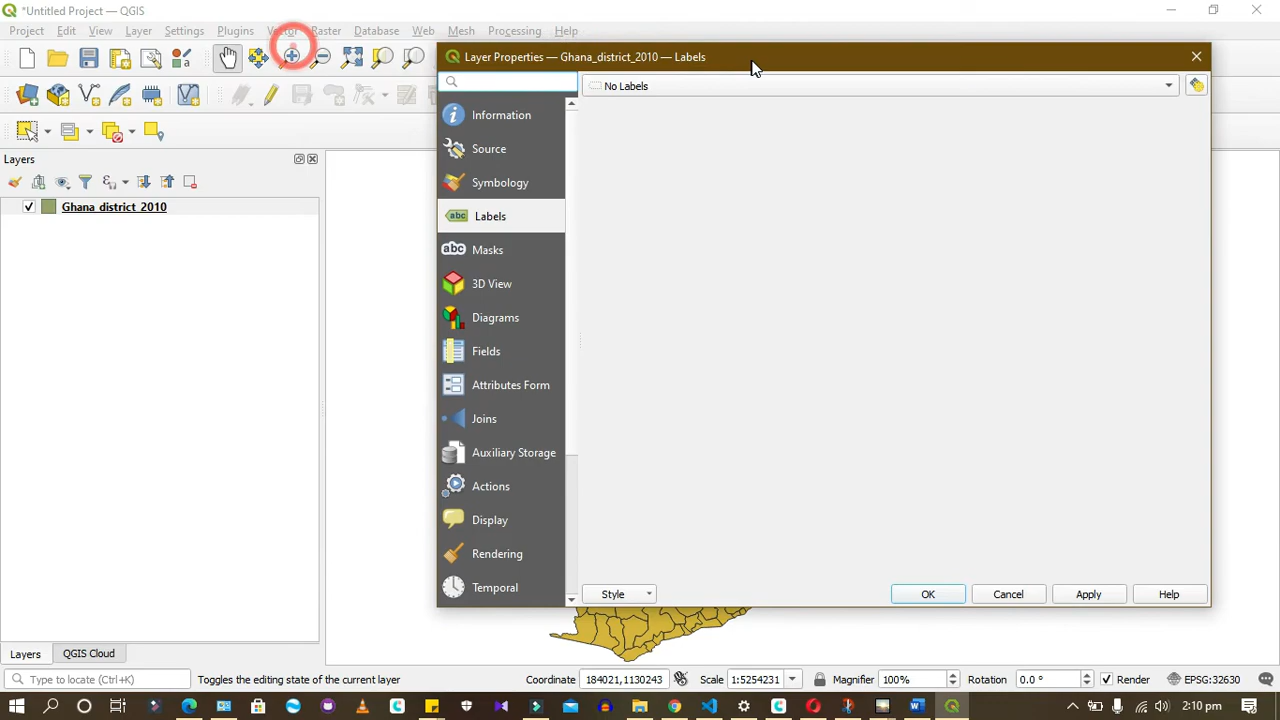 *Untitled Project — QGIS
Project Edit View Layer Settings Plugins Vector Raster Database Web Mesh Processing Help
Layer Properties — Ghana_district_2010 — Labels
No Labels
Information
Source
Symbology
abc Labels
abc Masks
3D View
Diagrams
Fields
Attributes Form
Joins
Auxiliary Storage
Actions
Display
Rendering
Temporal
Style OK Cancel Apply Help
Layers
Ghana_district_2010
Layers QGIS Cloud
Type to locate (Ctrl+K) Toggles the editing state of the current layer Coordinate 184021,1130243 Scale 1:5254231 Magnifier 100% Rotation 0.0 ° Render EPSG:32630
2:10 pm